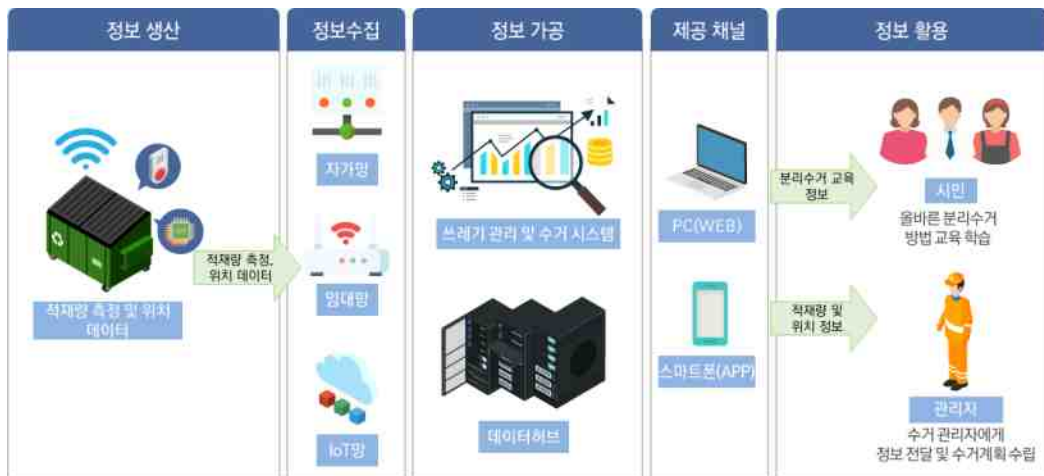 정보 생산
정보수집
정보 가공
제공 채널
정보 활용
적재량 측정 및 위치
데이터
적재량 측정,
위치 데이터
자가망
임대망
IoT망
쓰레기 관리 및 수거 시스템
데이터허브
PC(WEB)
스마트폰(APP)
분리수거 교육
정보
적재량 및
위치 정보
시민
올바른 분리수거
방법 교육 학습
관리자
수거 관리자에게
정보 전달 및 수거계획 수립